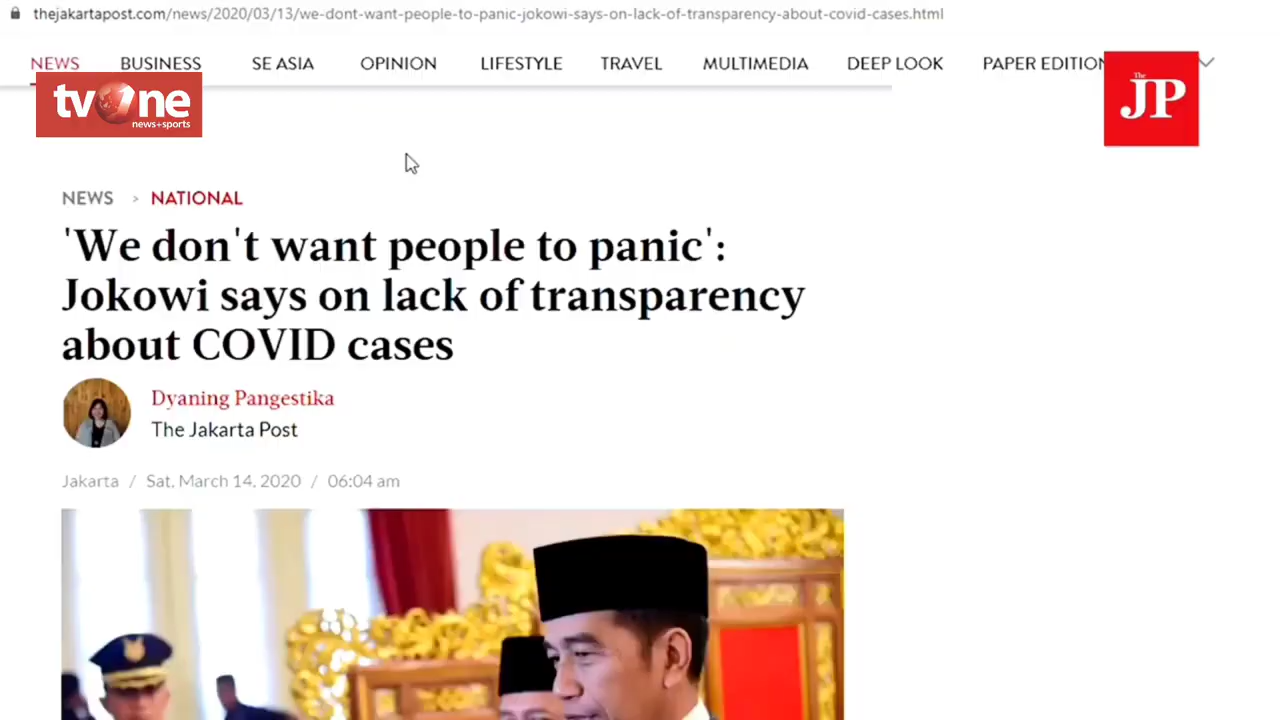 thejakartapost.com/news/2020/03/13/we-dont-want-people-to-panic-jokowi-says-on-lack-of-transparency-about-covid-cases.html
NEWS BUSINESS SE ASIA OPINION LIFESTYLE TRAVEL MULTIMEDIA DEEP LOOK PAPER EDITION
tvOne
news+sports
The
JP
NEWS > NATIONAL
'We don't want people to panic':
Jokowi says on lack of transparency
about COVID cases
Dyaning Pangestika
The Jakarta Post
Jakarta / Sat, March 14, 2020 / 06:04 am